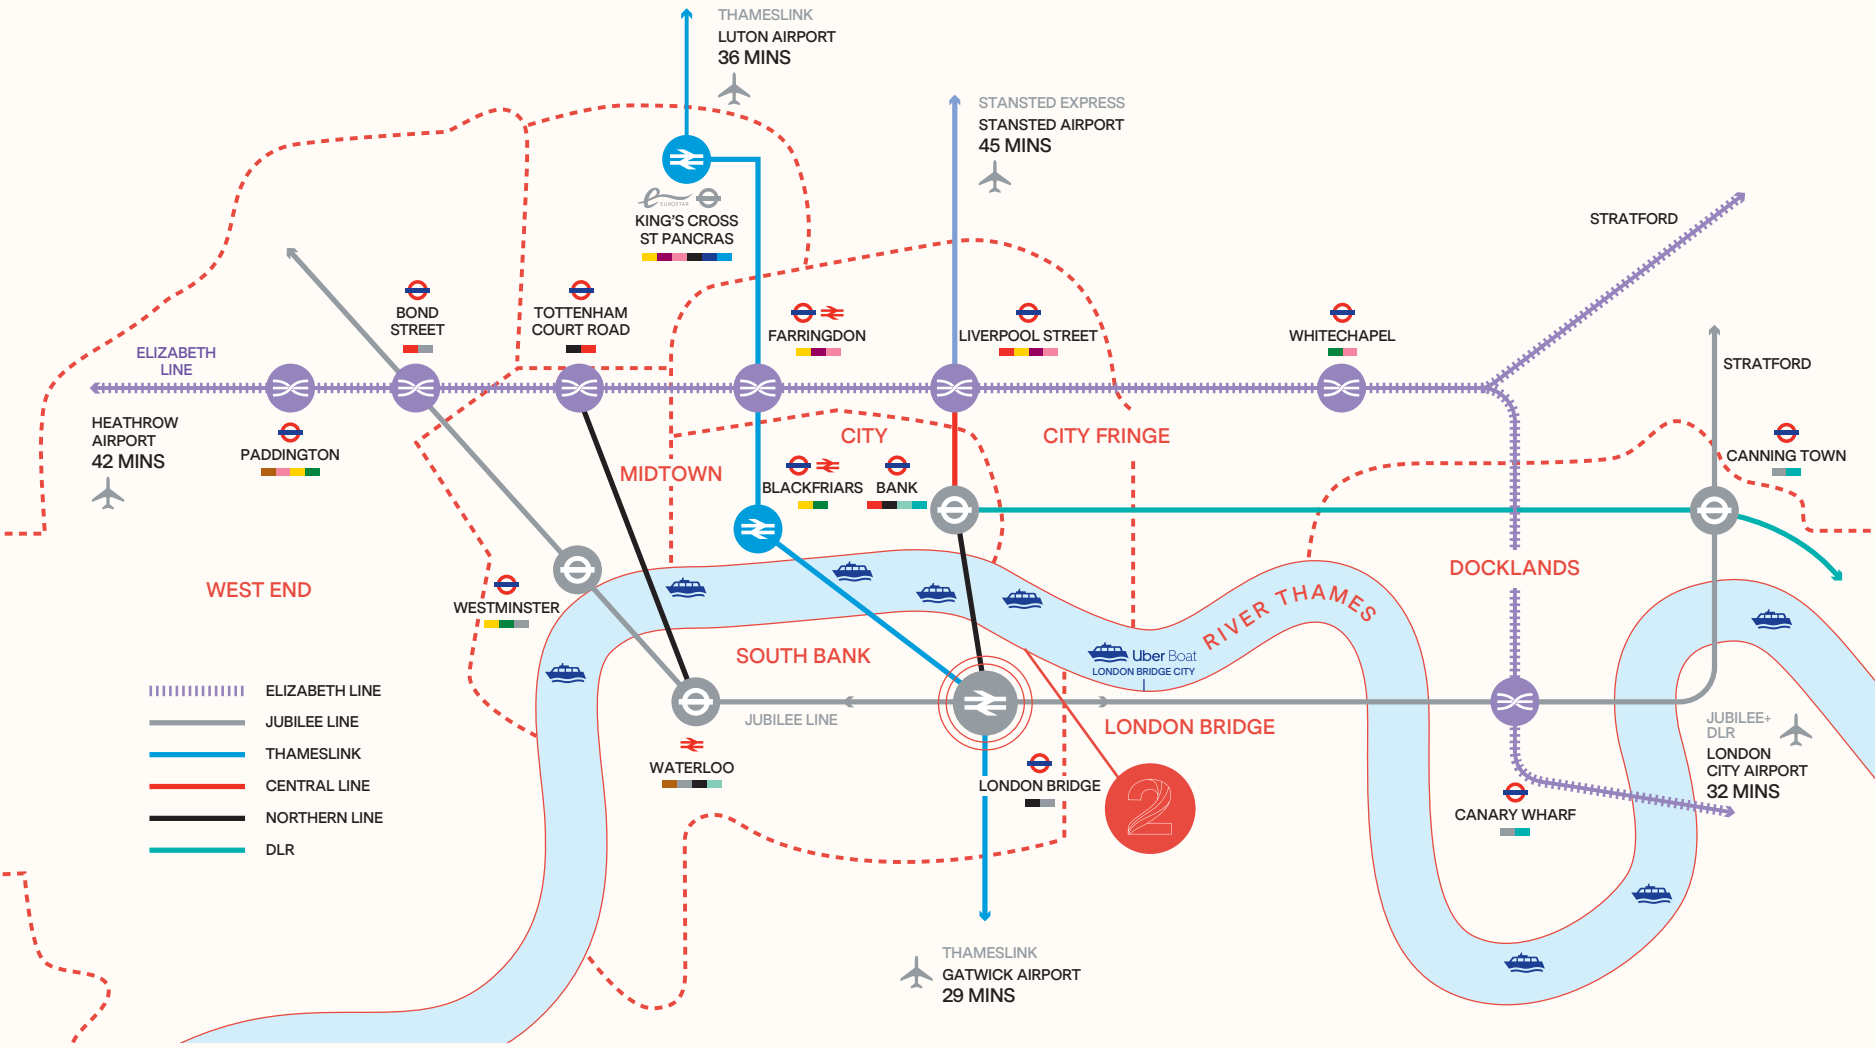 THAMESLINK
LUTON AIRPORT
36 MINS
STANSTED EXPRESS
STANSTED AIRPORT
45 MINS
EUROSTAR
KING'S CROSS
ST PANCRAS
STRATFORD
BOND
STREET
TOTTENHAM
COURT ROAD
FARRINGDON
LIVERPOOL STREET
WHITECHAPEL
ELIZABETH
LINE
STRATFORD
HEATHROW
AIRPORT
42 MINS
PADDINGTON
CITY
CITY FRINGE
MIDTOWN
BLACKFRIARS
BANK
CANNING TOWN
WEST END
WESTMINSTER
DOCKLANDS
RIVER THAMES
SOUTH BANK
Uber Boat
LONDON BRIDGE CITY
ELIZABETH LINE
JUBILEE LINE
THAMESLINK
CENTRAL LINE
NORTHERN LINE
DLR
JUBILEE LINE
LONDON BRIDGE
WATERLOO
LONDON BRIDGE
2
CANARY WHARF
JUBILEE+
DLR
LONDON
CITY AIRPORT
32 MINS
THAMESLINK
GATWICK AIRPORT
29 MINS